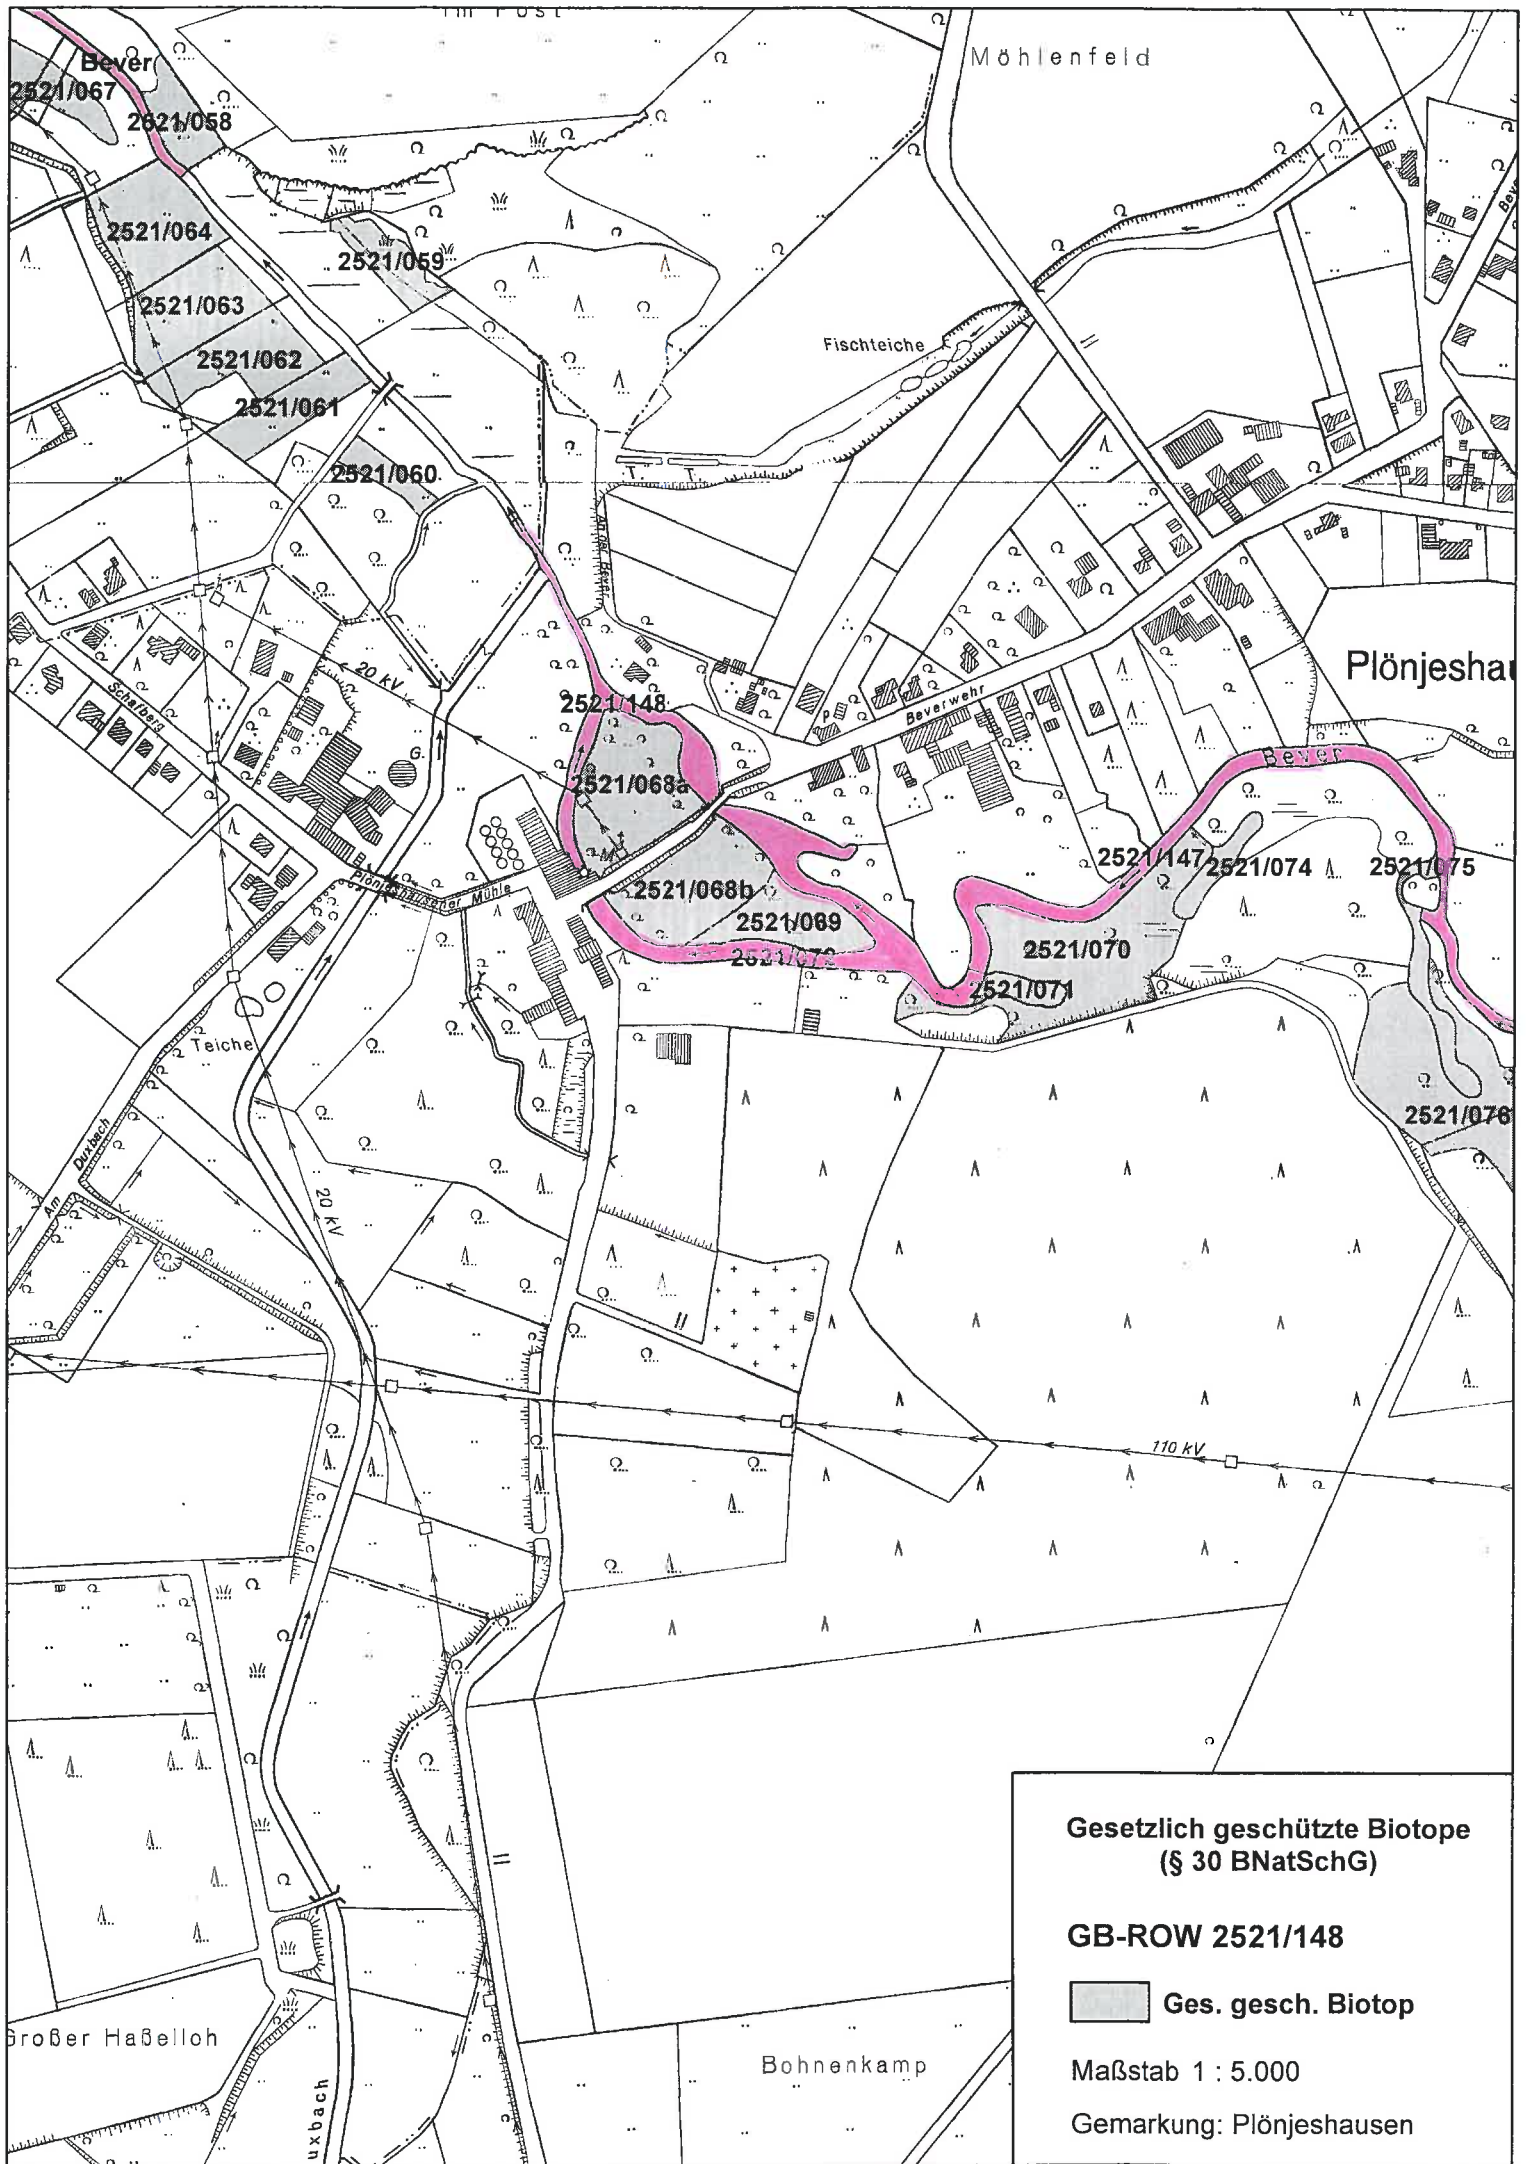 Im Post
Möhlenfeld
Bever
2521/067
2521/058
2521/064
2521/059
2521/063
Fischteiche
2521/062
2521/061
2521/060
An der Bever
20 kV
Scharberg
Plönjeshau
2521/148
Beverwehr
Bever
G.
2521/068a
2521/147
2521/074
2521/075
Plönjeshausener Mühle
2521/068b
2521/069
2521/072
2521/070
2521/071
Teiche
2521/076
Am Duxbach
20 kV
110 kV
Großer Haßelloh
Bohnenkamp
uxbach
Gesetzlich geschützte Biotope
(§ 30 BNatSchG)
GB-ROW 2521/148
Ges. gesch. Biotop
Maßstab 1 : 5.000
Gemarkung: Plönjeshausen